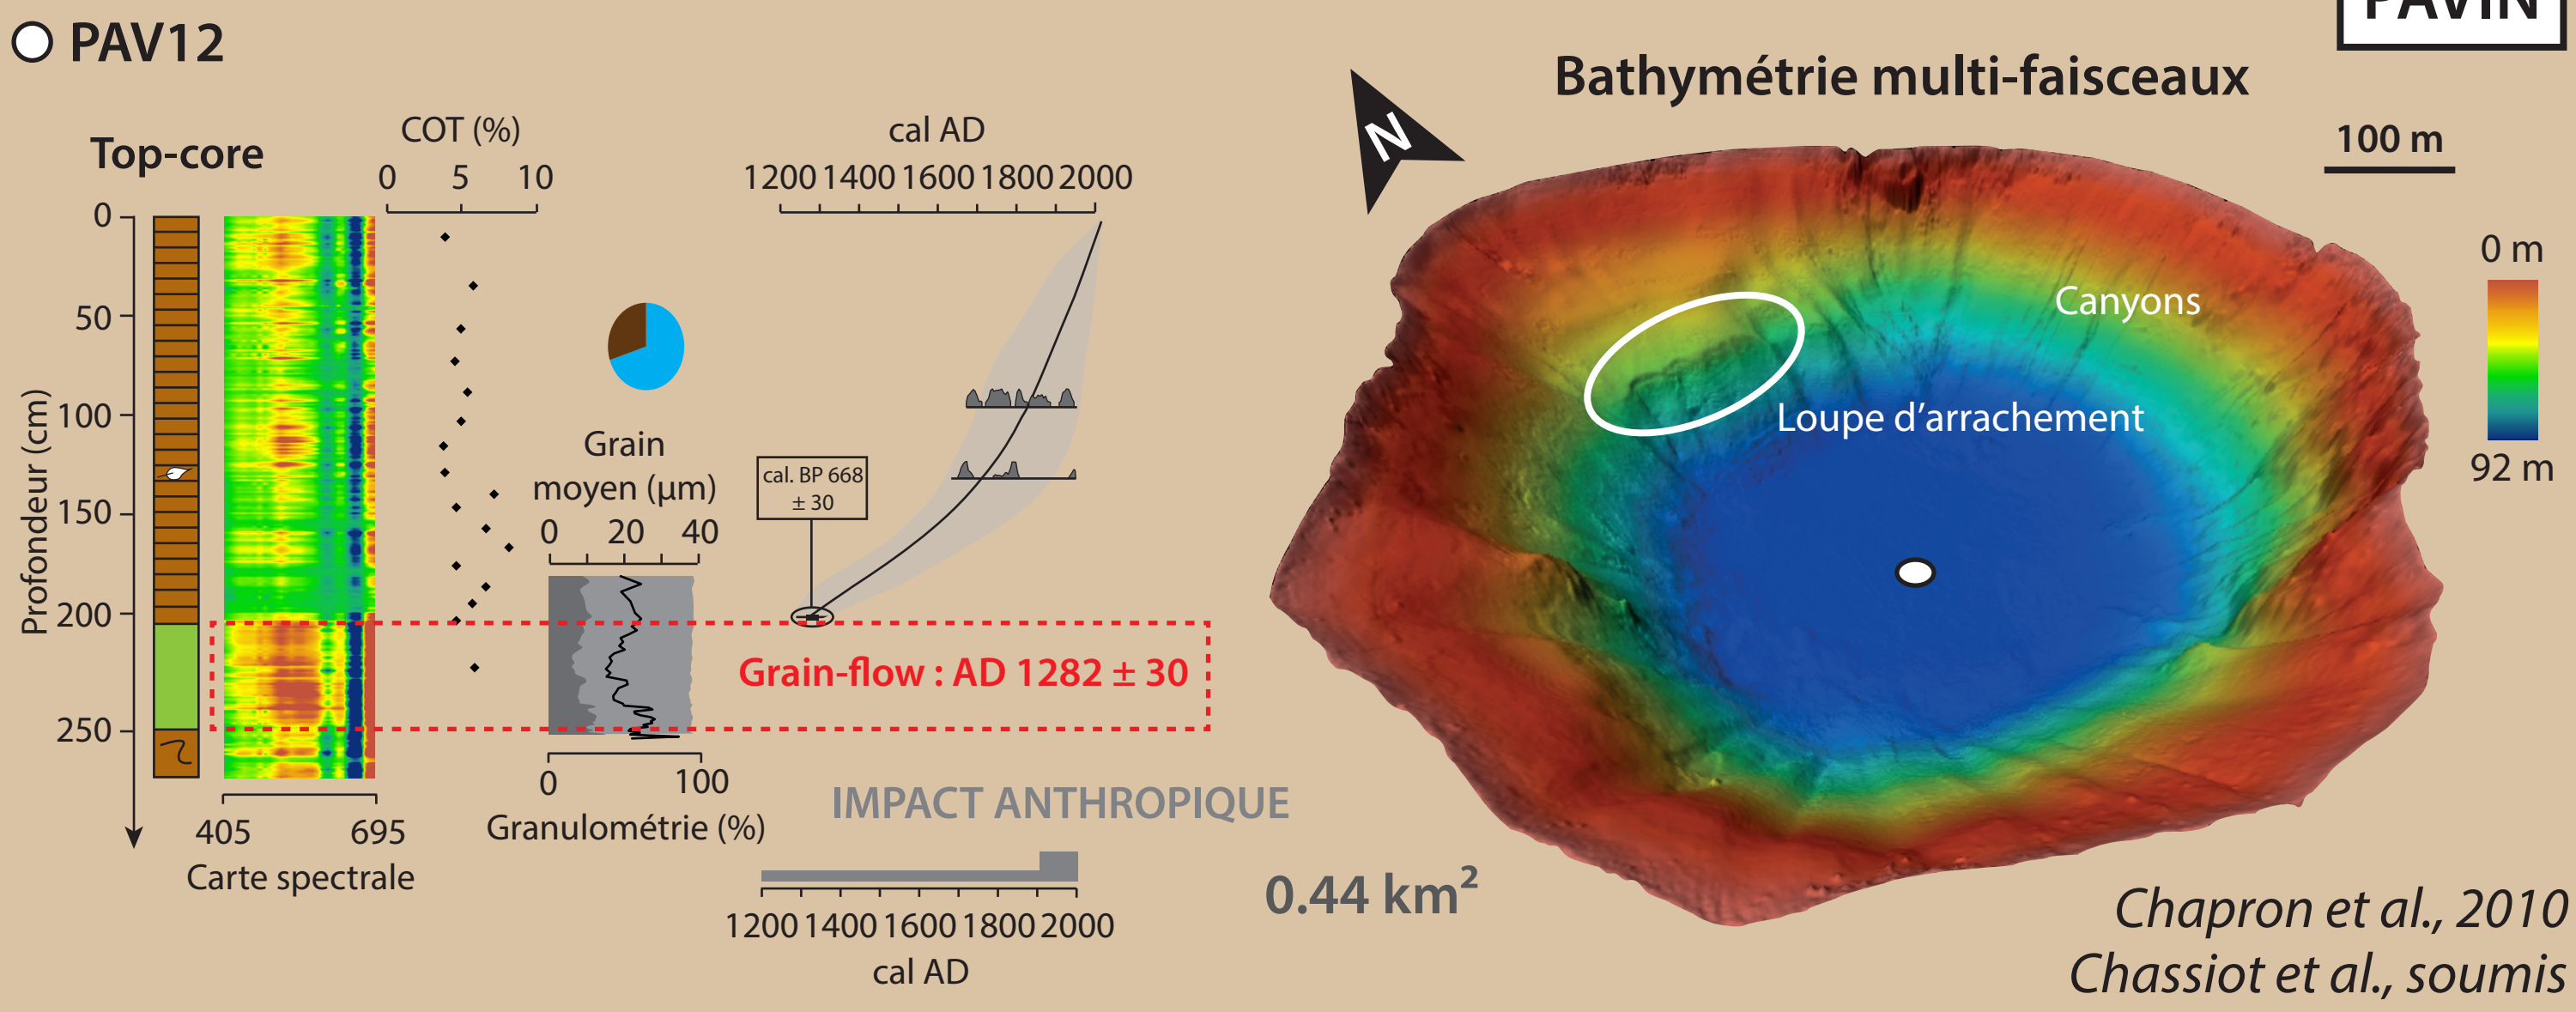 PAV12
PAVIN
Bathymétrie multi-faisceaux
N
100 m
0 m
92 m
Canyons
Loupe d'arrachement
Top-core
COT (%)
0 5 10
cal AD
1200 1400 1600 1800 2000
Profondeur (cm)
0
50
100
150
200
250
Grain
moyen (µm)
0 20 40
cal. BP 668
± 30
Grain-flow : AD 1282 ± 30
0 100
Granulométrie (%)
405 695
Carte spectrale
IMPACT ANTHROPIQUE
1200 1400 1600 1800 2000
cal AD
0.44 km²
Chapron et al., 2010
Chassiot et al., soumis